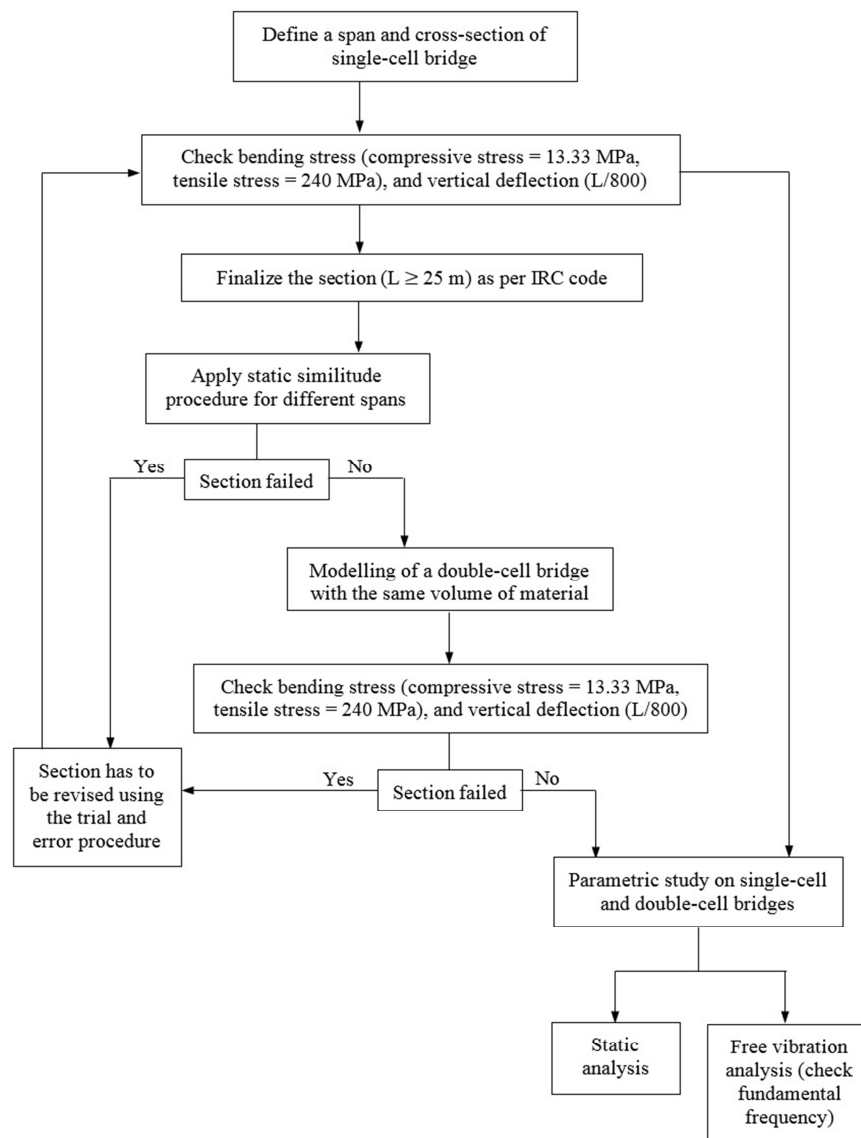 Define a span and cross-section of
single-cell bridge
Check bending stress (compressive stress = 13.33 MPa,
tensile stress = 240 MPa), and vertical deflection (L/800)
Finalize the section (L ≥ 25 m) as per IRC code
Apply static similitude
procedure for different spans
Yes
No
Section failed
Modelling of a double-cell bridge
with the same volume of material
Check bending stress (compressive stress = 13.33 MPa,
tensile stress = 240 MPa), and vertical deflection (L/800)
Section has to
be revised using
the trial and
error procedure
Yes
No
Section failed
Parametric study on single-cell
and double-cell bridges
Static
analysis
Free vibration
analysis (check
fundamental
frequency)